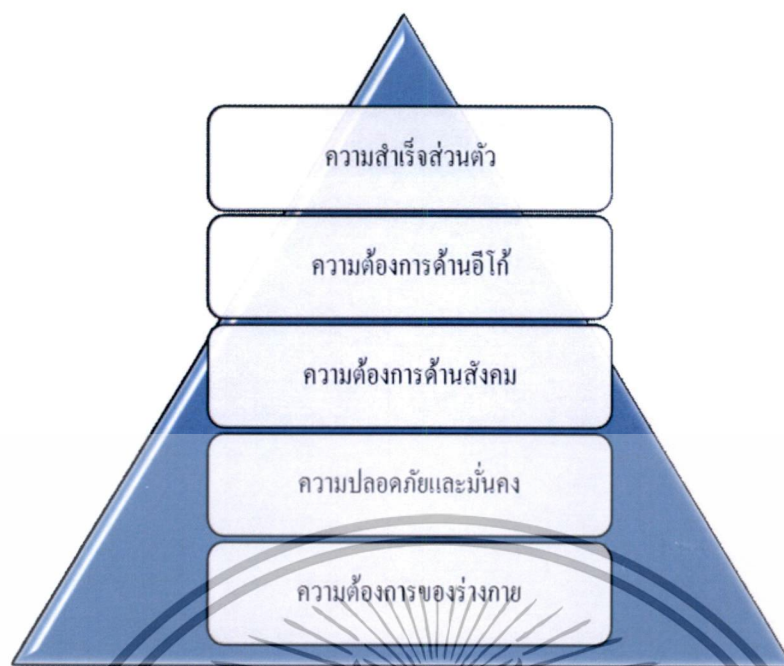 ความสำเร็จส่วนตัว
ความต้องการด้านอีโก้
ความต้องการด้านสังคม
ความปลอดภัยและมั่นคง
ความต้องการของร่างกาย